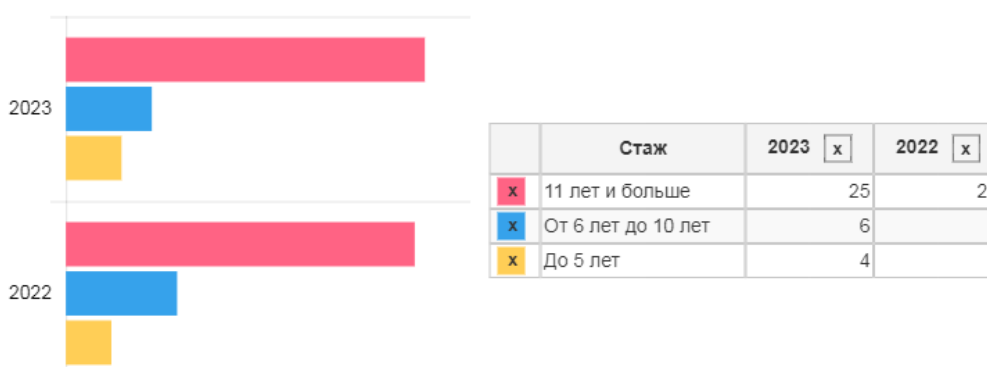 2023
2022
Стаж 2023 x 2022 x
x 11 лет и больше 25 2
x От 6 лет до 10 лет 6
x До 5 лет 4